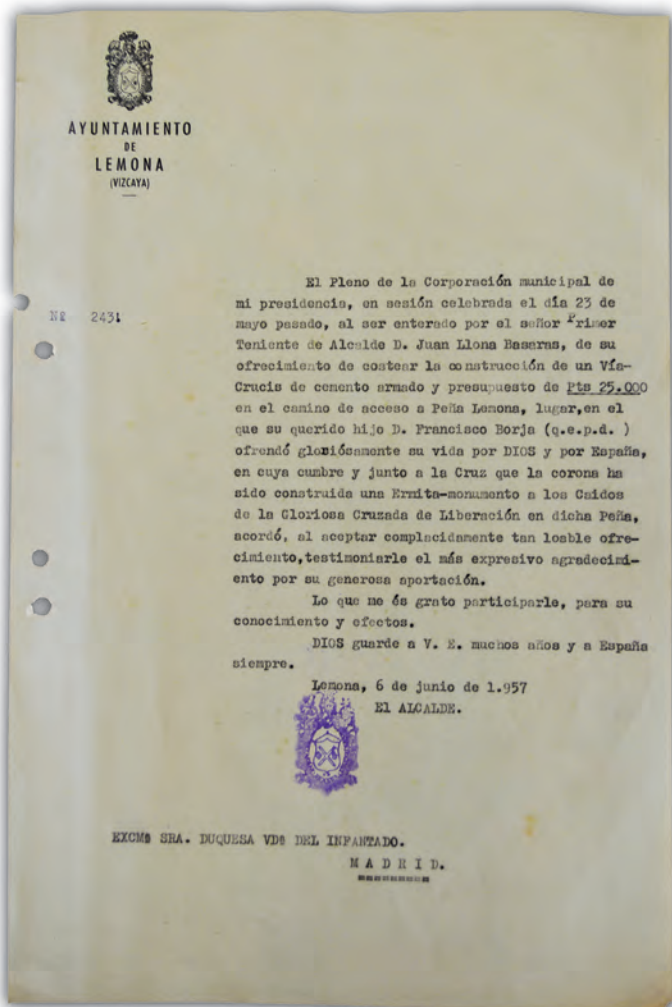 AYUNTAMIENTO
DE
LEMONA
(VIZCAYA)
El Pleno de la Corporación municipal de
mi presidencia, en sesión celebrada el día 23 de
Nº 2431
mayo pasado, al ser enterado por el señor Primer
Teniente de Alcalde D. Juan Llona Basaras, de su
ofrecimiento de costear la construcción de un Vía-
Crucis de cemento armado y presupuesto de Pts 25.000
en el camino de acceso a Peña Lemona, lugar,en el
que su querido hijo D. Francisco Borja (q.e.p.d. )
ofrendó gloriósamente su vida por DIOS y por España,
en cuya cumbre y junto a la Cruz que la corona ha
sido construida una Ermita-monumento a los Caidos
de la Gloriosa Cruzada de Liberación en dicha Peña,
acordó, al aceptar complacidamente tan loable ofre-
cimiento,testimoniarle el más expresivo agradecimi-
ento por su generosa aportación.
Lo que me és grato participarle, para su
conocimiento y efectos.
DIOS guarde a V. E. muchos años y a España
siempre.
Lemona, 6 de junio de 1.957
El ALCALDE.
EXCMª SRA. DUQUESA VDª DEL INFANTADO.
M A D R I D.